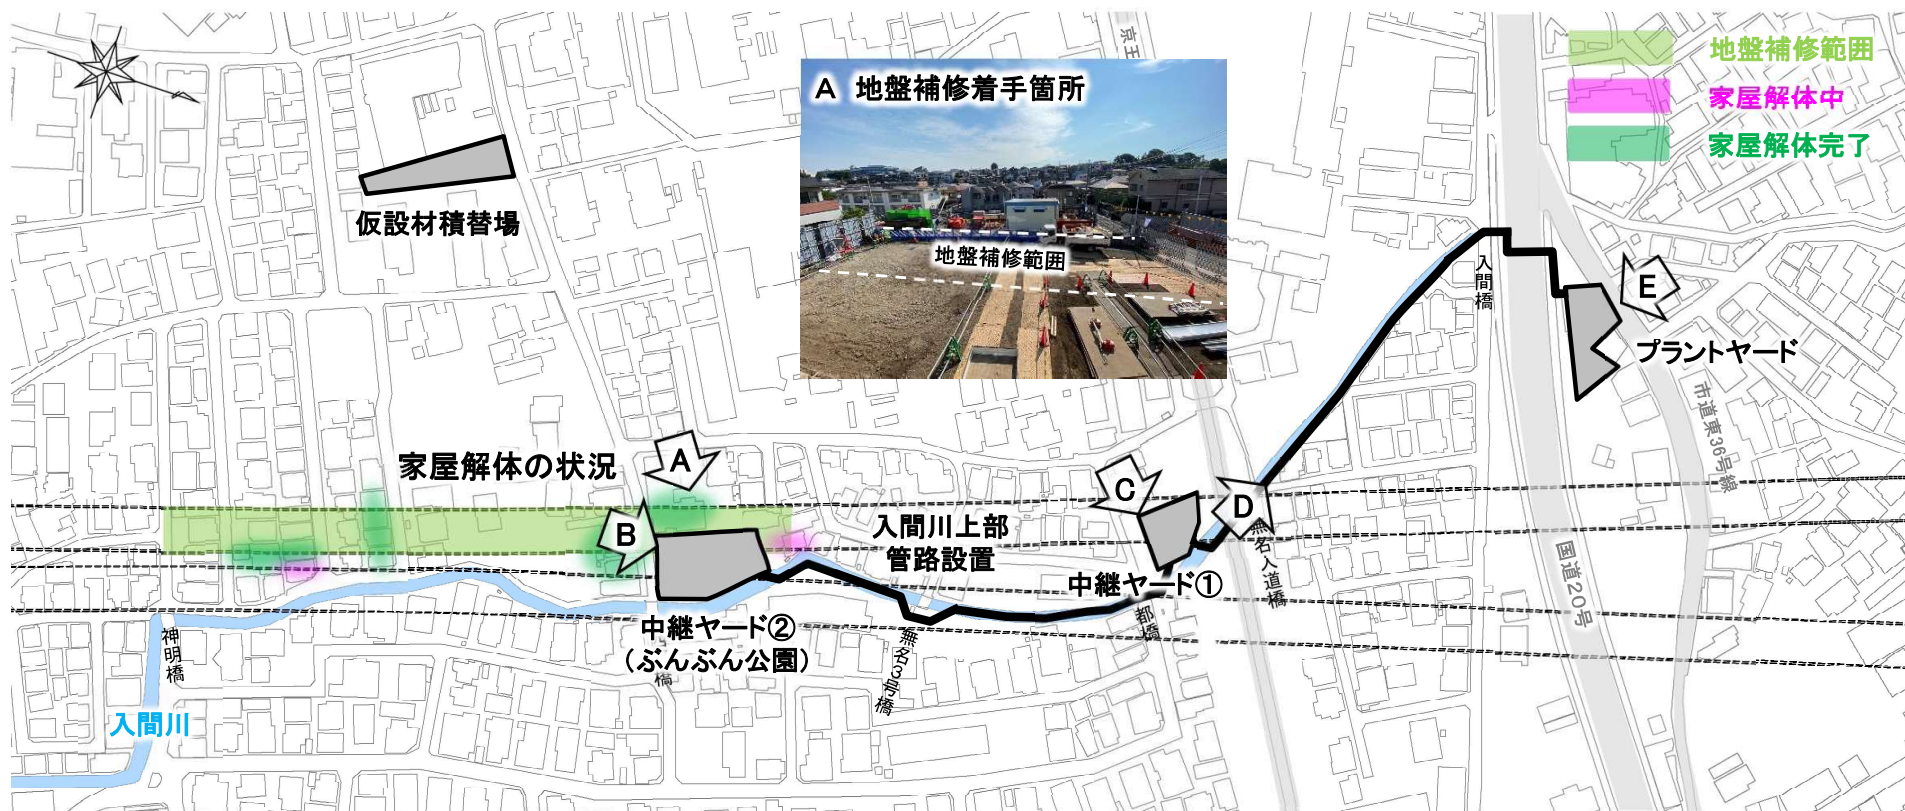 京王
A 地盤補修着手箇所
地盤補修範囲
地盤補修範囲
家屋解体中
家屋解体完了
仮設材積替場
入間橋
E
プラントヤード
市道東36号線
家屋解体の状況
A
B
C
D
入間川上部
管路設置
中継ヤード①
無名人道橋
国道20号
都橋
中継ヤード②
(ぶんぶん公園)
橋
無名3号橋
神明橋
入間川